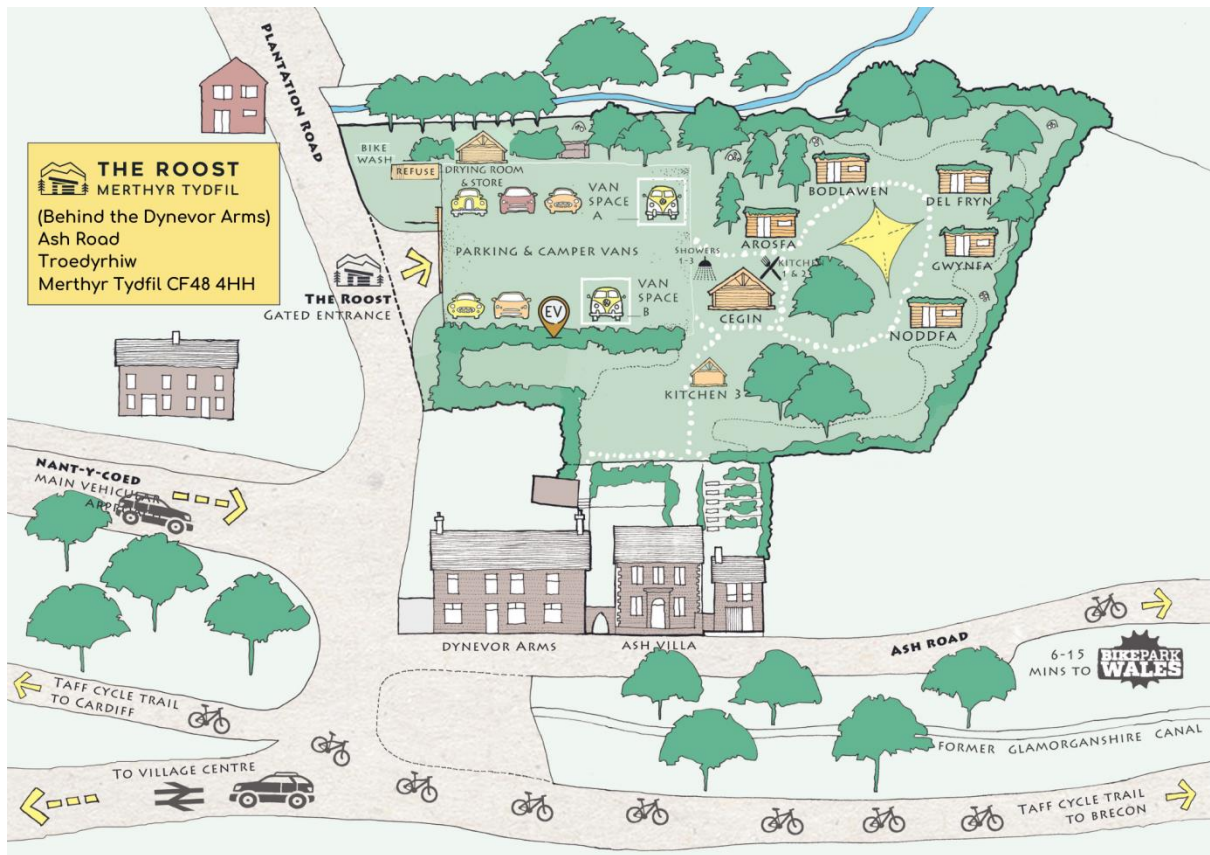 PLANTATION ROAD
THE ROOST
MERTHYR TYDFIL
(Behind the Dynevor Arms)
Ash Road
Troedyrhiw
Merthyr Tydfil CF48 4HH
BIKE
WASH
REFUSE
DRYING ROOM
& STORE
VAN
SPACE
A
PARKING & CAMPER VANS
THE ROOST
GATED ENTRANCE
EV
VAN
SPACE
B
BODLAWEN
DEL FRYN
AROSFA
GWYNFA
NODDFA
SHOWERS
1-3
KITCHEN
1 & 2
CEGIN
KITCHEN 3
NANT-Y-COED
MAIN VEHICULAR
APPROACH
DYNEVOR ARMS
ASH VILLA
ASH ROAD
6-15
MINS TO
BIKEPARK
WALES
TAFF CYCLE TRAIL
TO CARDIFF
FORMER GLAMORGANSHIRE CANAL
TO VILLAGE CENTRE
TAFF CYCLE TRAIL
TO BRECON